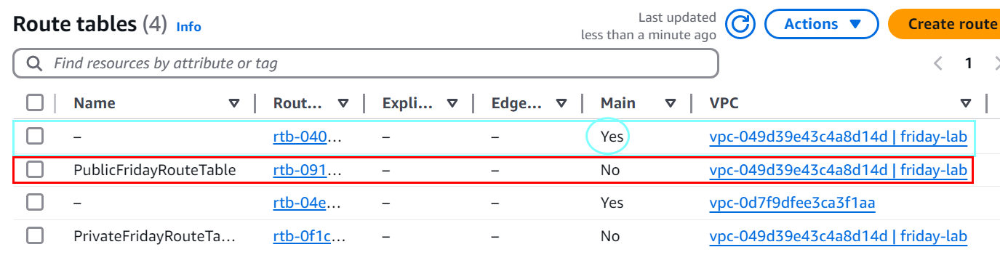 Route tables (4) Info
Last updated
less than a minute ago
Actions
Create route
Find resources by attribute or tag
1
Name Rout... Expli... Edge... Main VPC
– rtb-040... – – Yes vpc-049d39e43c4a8d14d | friday-lab
PublicFridayRouteTable rtb-091... – – No vpc-049d39e43c4a8d14d | friday-lab
– rtb-04e... – – Yes vpc-0d7f9dfee3ca3f1aa
PrivateFridayRouteTa... rtb-0f1c... – – No vpc-049d39e43c4a8d14d | friday-lab